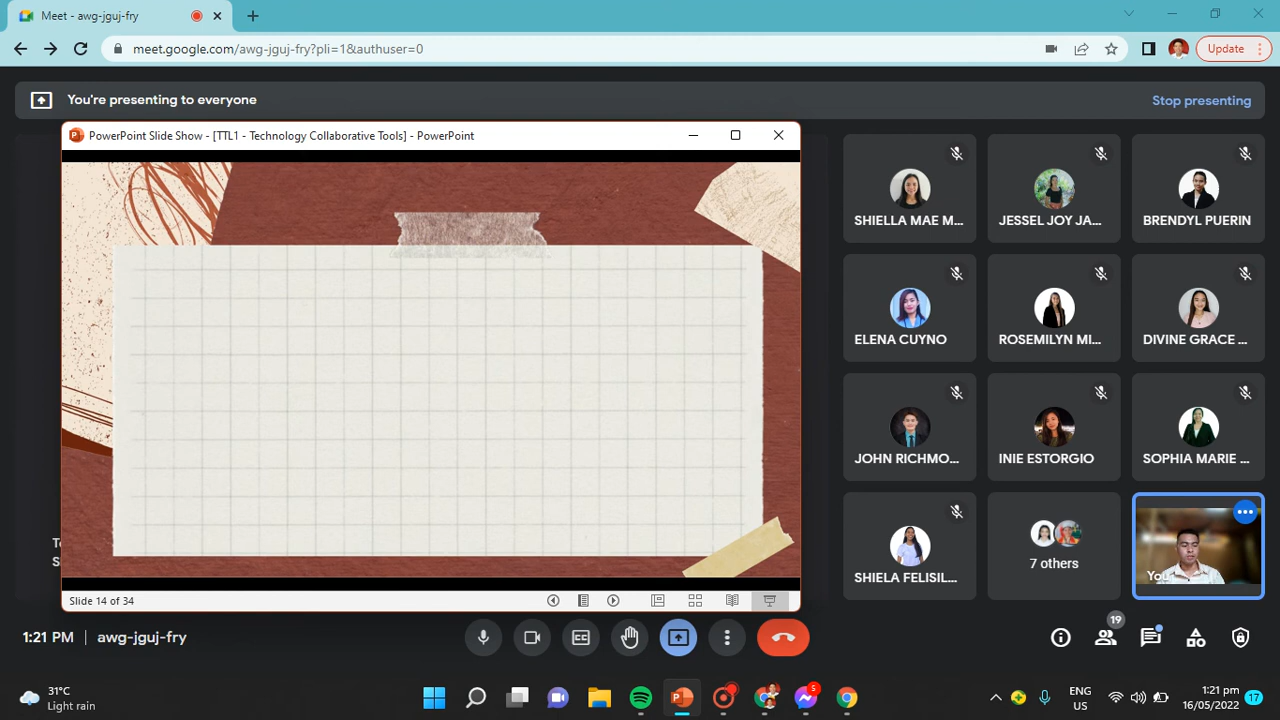 Meet - awg-jguj-fry
meet.google.com/awg-jguj-fry?pli=1&authuser=0
Update
You're presenting to everyone
Stop presenting
PowerPoint Slide Show - [TTL1 - Technology Collaborative Tools] - PowerPoint
SHIELLA MAE M...
JESSEL JOY JA...
BRENDYL PUERIN
ELENA CUYNO
ROSEMILYN MI...
DIVINE GRACE ...
JOHN RICHMO...
INIE ESTORGIO
SOPHIA MARIE ...
SHIELA FELISIL...
7 others
You
Slide 14 of 34
1:21 PM | awg-jguj-fry
CC
19
31°C
Light rain
5
ENG
US
1:21 pm
16/05/2022
17